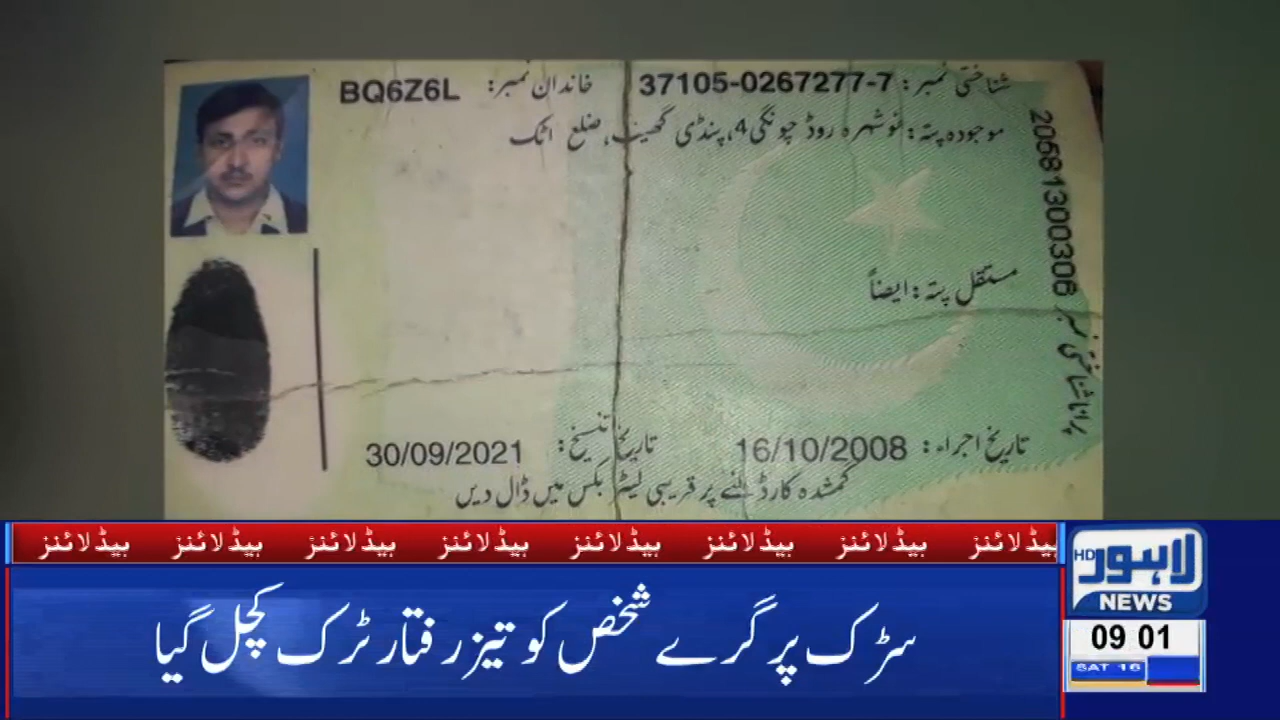 شناختی نمبر: 37105-0267277-7 خاندان نمبر: BQ6Z6L
موجودہ پتہ: نوشہرہ روڈ چونگی 4، پنڈی گھیب، ضلع اٹک
مستقل پتہ: ایضاً
تاریخ اجراء: 16/10/2008 تاریخ تنسیخ: 30/09/2021
گمشدہ کارڈ ملنے پر قریبی لیٹر بکس میں ڈال دیں
20681300306
ہیڈلائنز ہیڈلائنز ہیڈلائنز ہیڈلائنز ہیڈلائنز ہیڈلائنز ہیڈلائنز ہیڈلائنز
سڑک پر گرے شخص کو تیز رفتار ٹرک کچل گیا
لاہور HD
NEWS
09 01
SAT 16